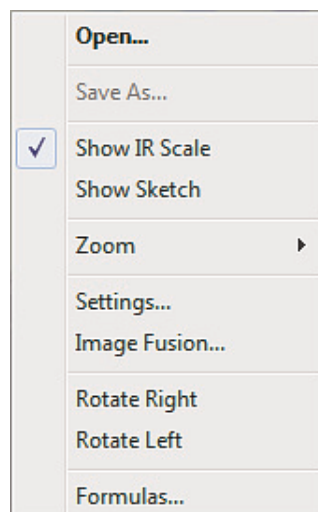 Open...
Save As...
Show IR Scale
Show Sketch
Zoom
Settings...
Image Fusion...
Rotate Right
Rotate Left
Formulas...